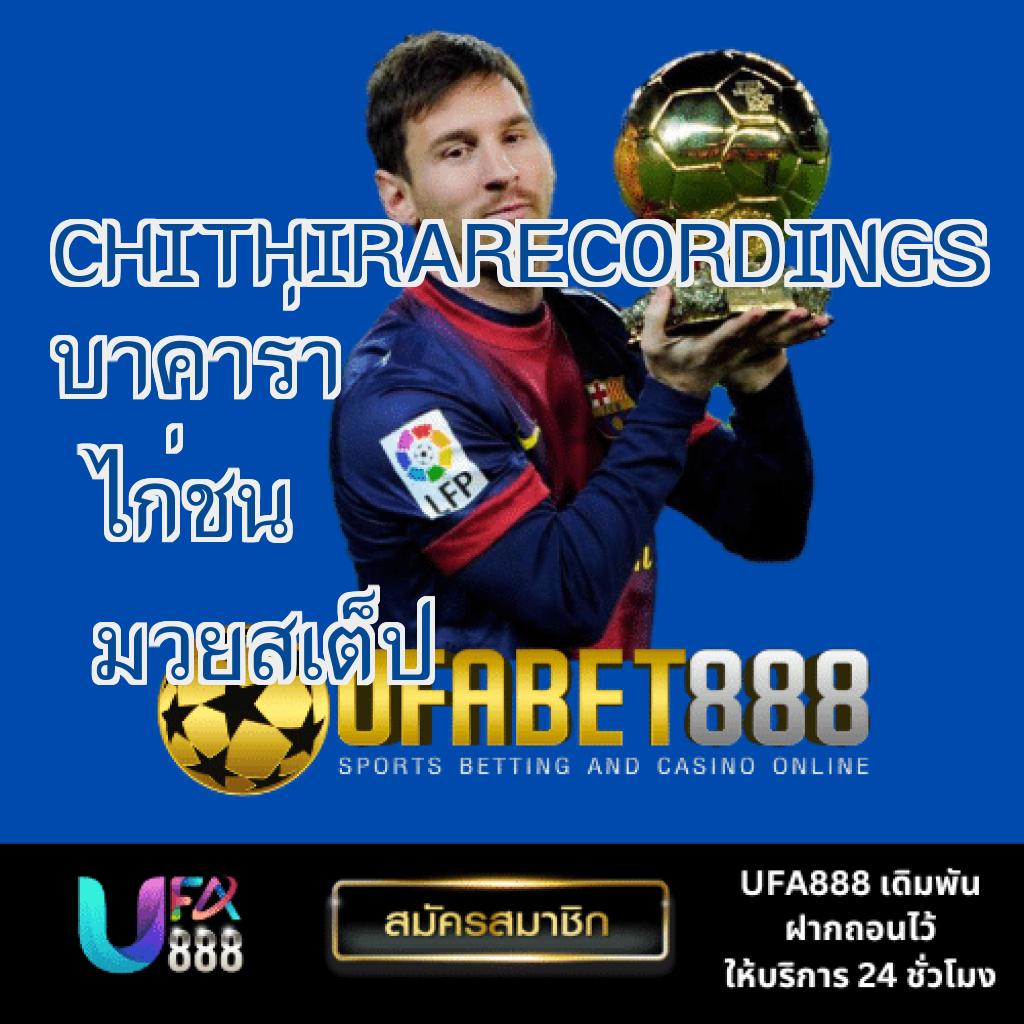 CHITHIRARECORDINGS
บาคาร่า
ไก่ชน
มวยสเต็ป
LFP
UFABET888
SPORTS BETTING AND CASINO ONLINE
UFA
888
สมัครสมาชิก
UFA888 เดิมพัน
ฝากถอนไว้
ให้บริการ 24 ชั่วโมง